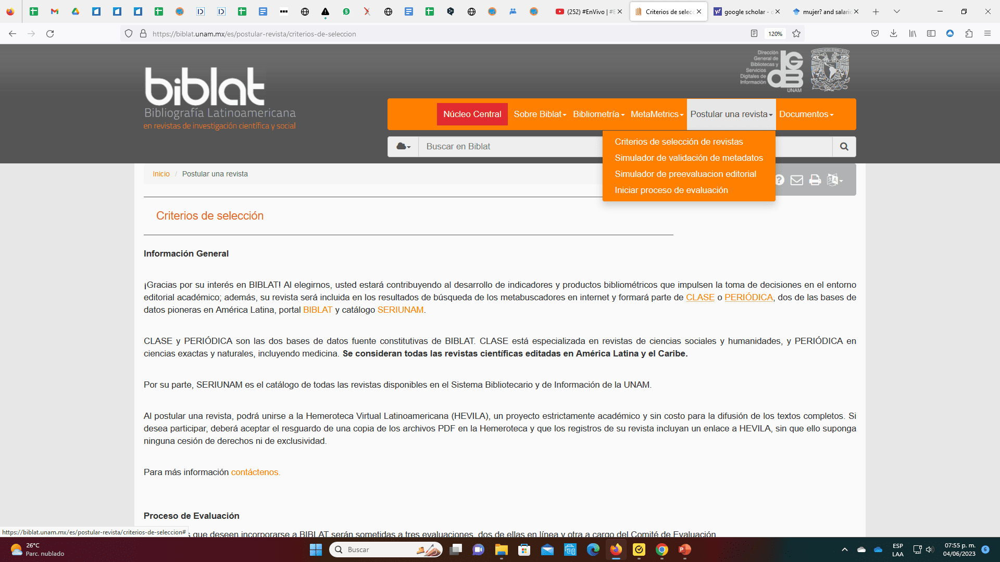 (252) #EnVivo | #E
Criterios de selecc
google scholar - 
mujer? and salario
https://biblat.unam.mx/es/postular-revista/criterios-de-seleccion
120%
biblat
Bibliografía Latinoamericana
en revistas de investigación científica y social
Dirección
General de
Bibliotecas y
Servicios
Digitales de
Información
DGB
UNAM
Núcleo Central
Sobre Biblat
Bibliometría
MetaMetrics
Postular una revista
Documentos
Buscar en Biblat
Criterios de selección de revistas
Simulador de validación de metadatos
Simulador de preevaluacion editorial
Iniciar proceso de evaluación
Inicio / Postular una revista
Criterios de selección
Información General
¡Gracias por su interés en BIBLAT! Al elegirnos, usted estará contribuyendo al desarrollo de indicadores y productos bibliométricos que impulsen la toma de decisiones en el entorno
editorial académico; además, su revista será incluida en los resultados de búsqueda de los metabuscadores en internet y formará parte de CLASE o PERIÓDICA, dos de las bases de
datos pioneras en América Latina, portal BIBLAT y catálogo SERIUNAM.
CLASE y PERIÓDICA son las dos bases de datos fuente constitutivas de BIBLAT. CLASE está especializada en revistas de ciencias sociales y humanidades, y PERIÓDICA en
ciencias exactas y naturales, incluyendo medicina. Se consideran todas las revistas científicas editadas en América Latina y el Caribe.
Por su parte, SERIUNAM es el catálogo de todas las revistas disponibles en el Sistema Bibliotecario y de Información de la UNAM.
Al postular una revista, podrá unirse a la Hemeroteca Virtual Latinoamericana (HEVILA), un proyecto estrictamente académico y sin costo para la difusión de los textos completos. Si
desea participar, deberá aceptar el resguardo de una copia de los archivos PDF en la Hemeroteca y que los registros de su revista incluyan un enlace a HEVILA, sin que ello suponga
ninguna cesión de derechos ni de exclusividad.
Para más información contáctenos.
Proceso de Evaluación
que deseen incorporarse a BIBLAT serán sometidas a tres evaluaciones, dos de ellas en línea y otra a cargo del Comité de Evaluación
https://biblat.unam.mx/es/postular-revista/criterios-de-seleccion#
26°C
Parc. nublado
Buscar
ESP
LAA
07:55 p. m.
04/06/2023
6